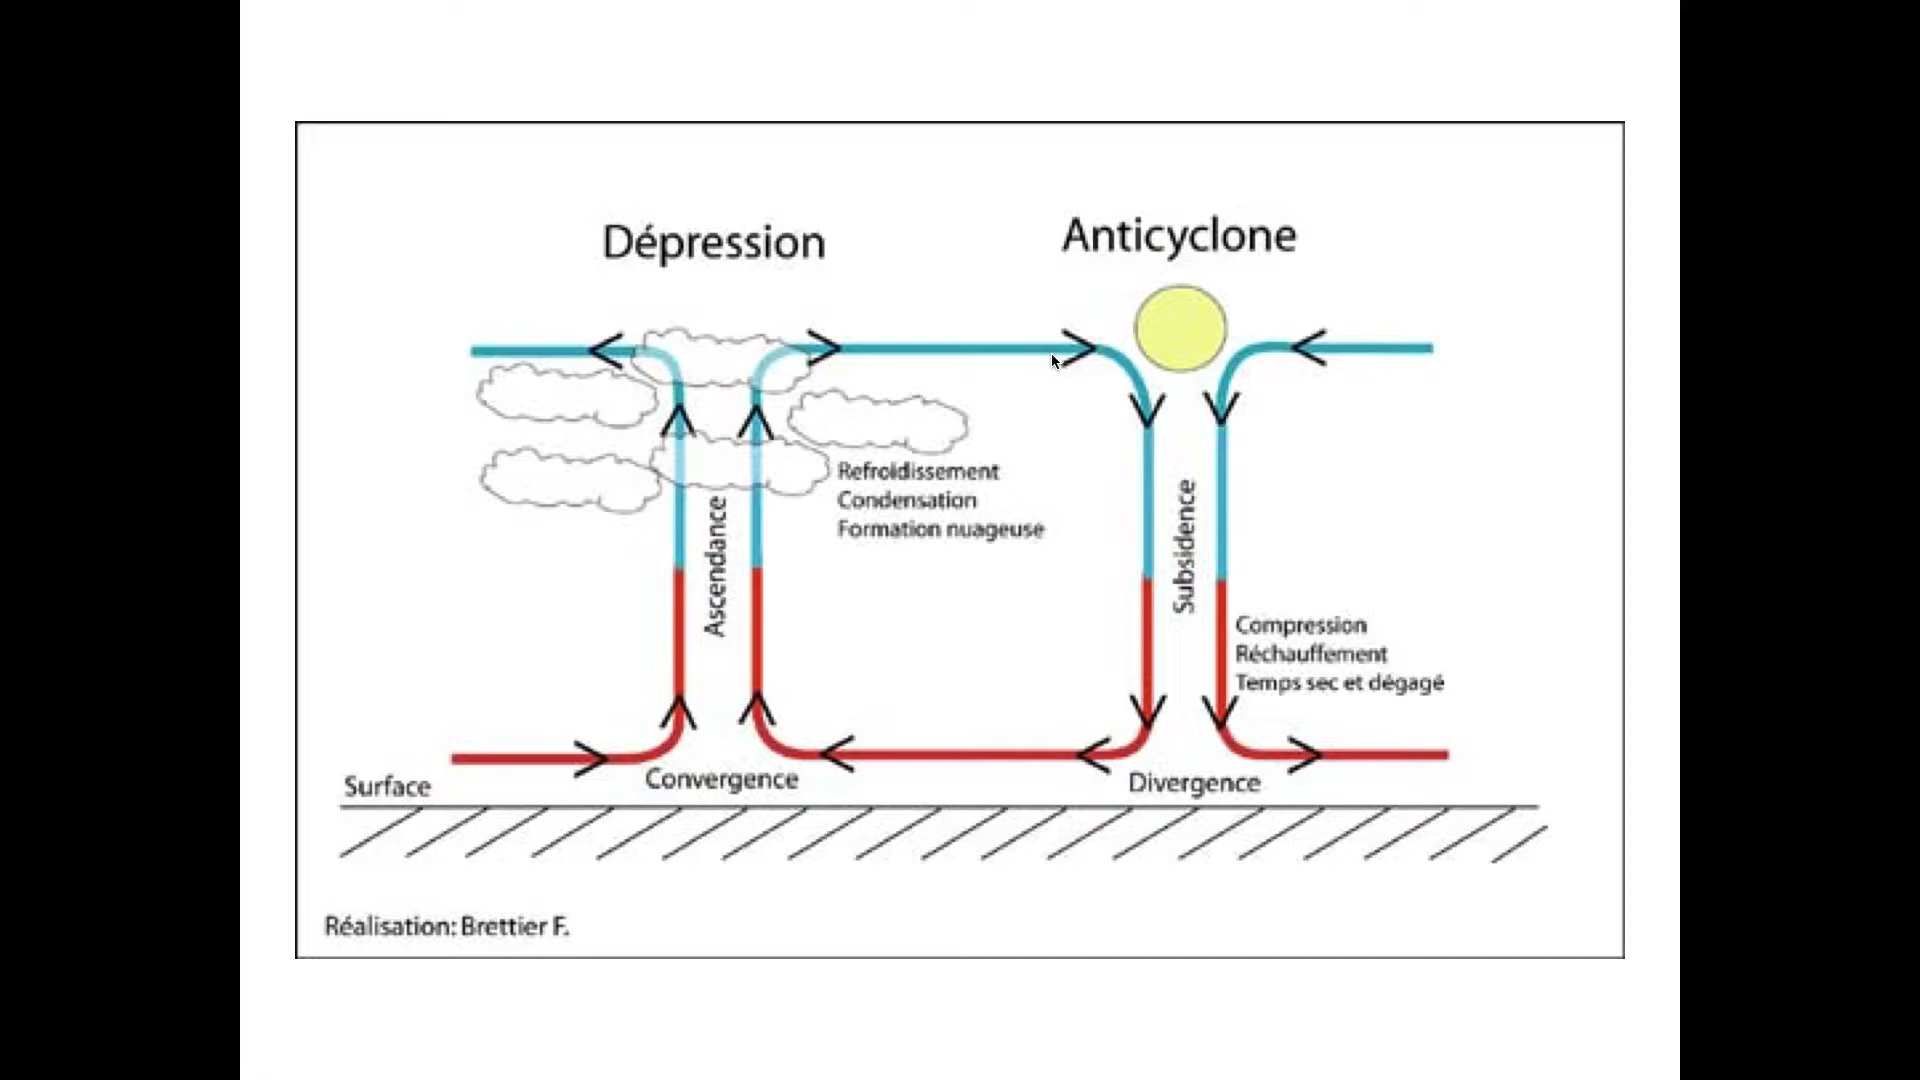 Dépression
Anticyclone
Refroidissement
Condensation
Formation nuageuse
Ascendance
Subsidence
Compression
Réchauffement
Temps sec et dégagé
Surface
Convergence
Divergence
Réalisation: Brettier F.